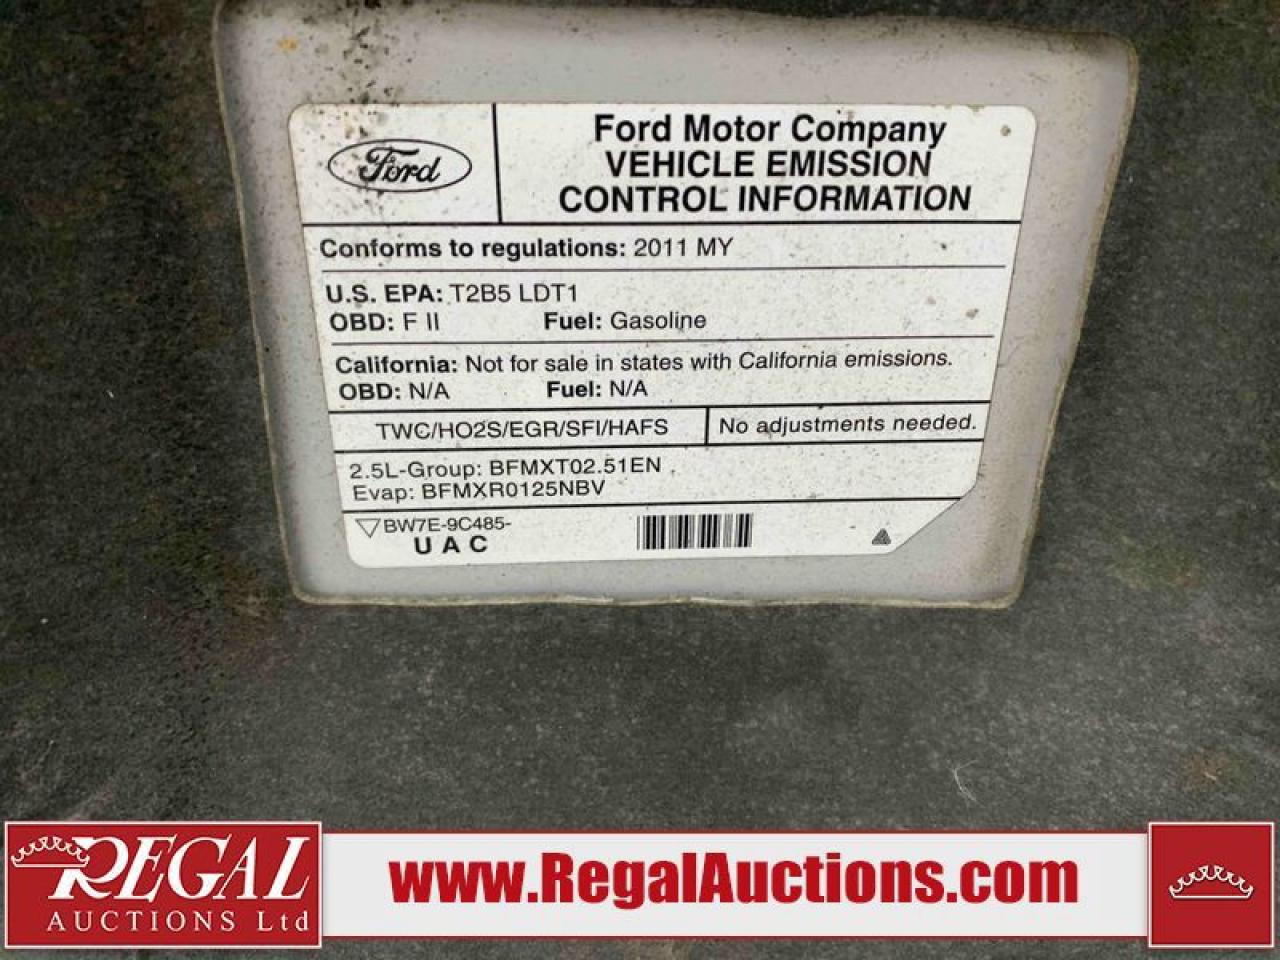 Ford
Ford Motor Company
VEHICLE EMISSION
CONTROL INFORMATION
Conforms to regulations: 2011 MY
U.S. EPA: T2B5 LDT1
OBD: F II Fuel: Gasoline
California: Not for sale in states with California emissions.
OBD: N/A Fuel: N/A
TWC/HO2S/EGR/SFI/HAFS
No adjustments needed.
2.5L-Group: BFMXT02.51EN
Evap: BFMXR0125NBV
BW7E-9C485-
U A C
REGAL
AUCTIONS Ltd
www.RegalAuctions.com